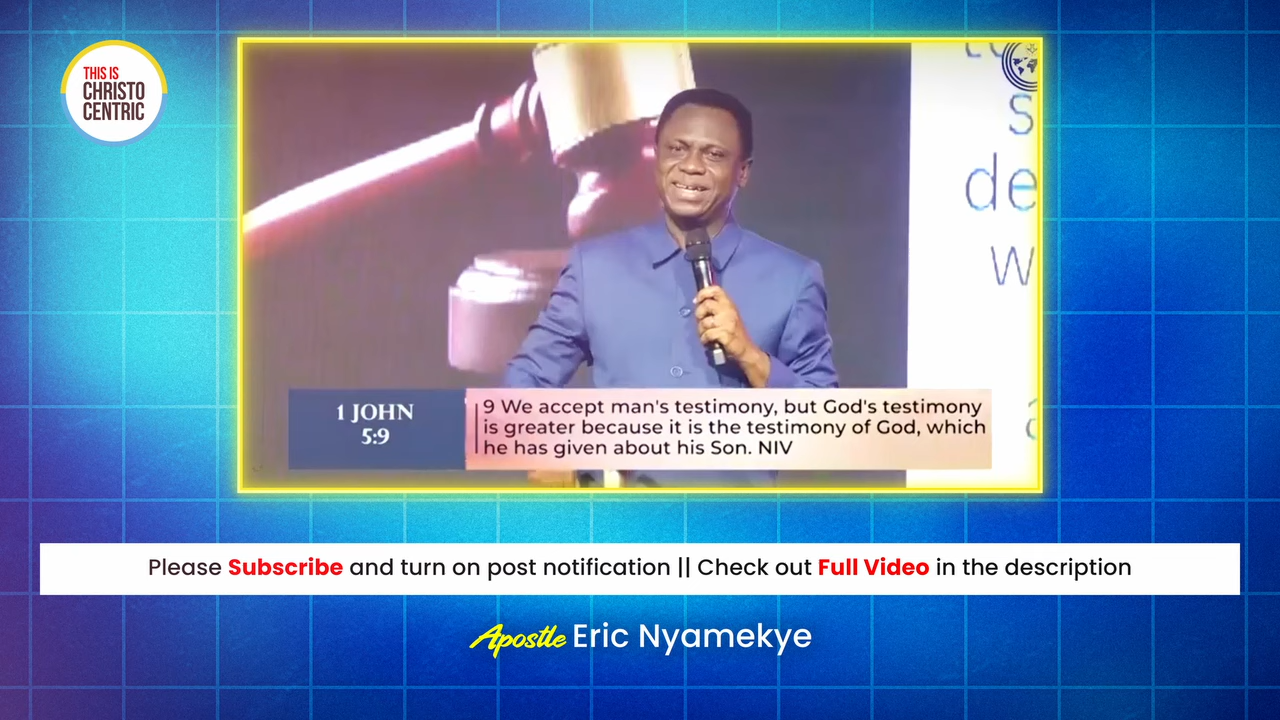 THIS IS
CHRISTO
CENTRIC
S
de
W
1 JOHN
5:9
9 We accept man's testimony, but God's testimony
is greater because it is the testimony of God, which
he has given about his Son. NIV
Please Subscribe and turn on post notification || Check out Full Video in the description
Apostle Eric Nyamekye